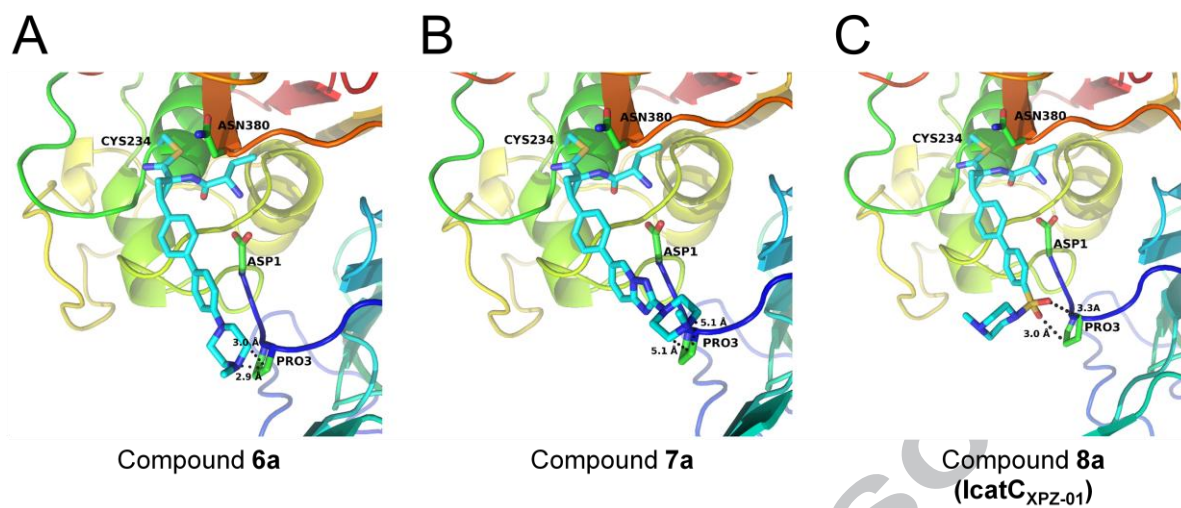 A
B
C
ASN380
CYS234
ASP1
3.0 Å
PRO3
2.9 Å
ASN380
CYS234
ASP1
5.1 Å
PRO3
5.1 Å
ASN380
CYS234
ASP1
3.3A
PRO3
3.0 Å
Compound 6a
Compound 7a
Compound 8a
(IcatCXPZ-01)